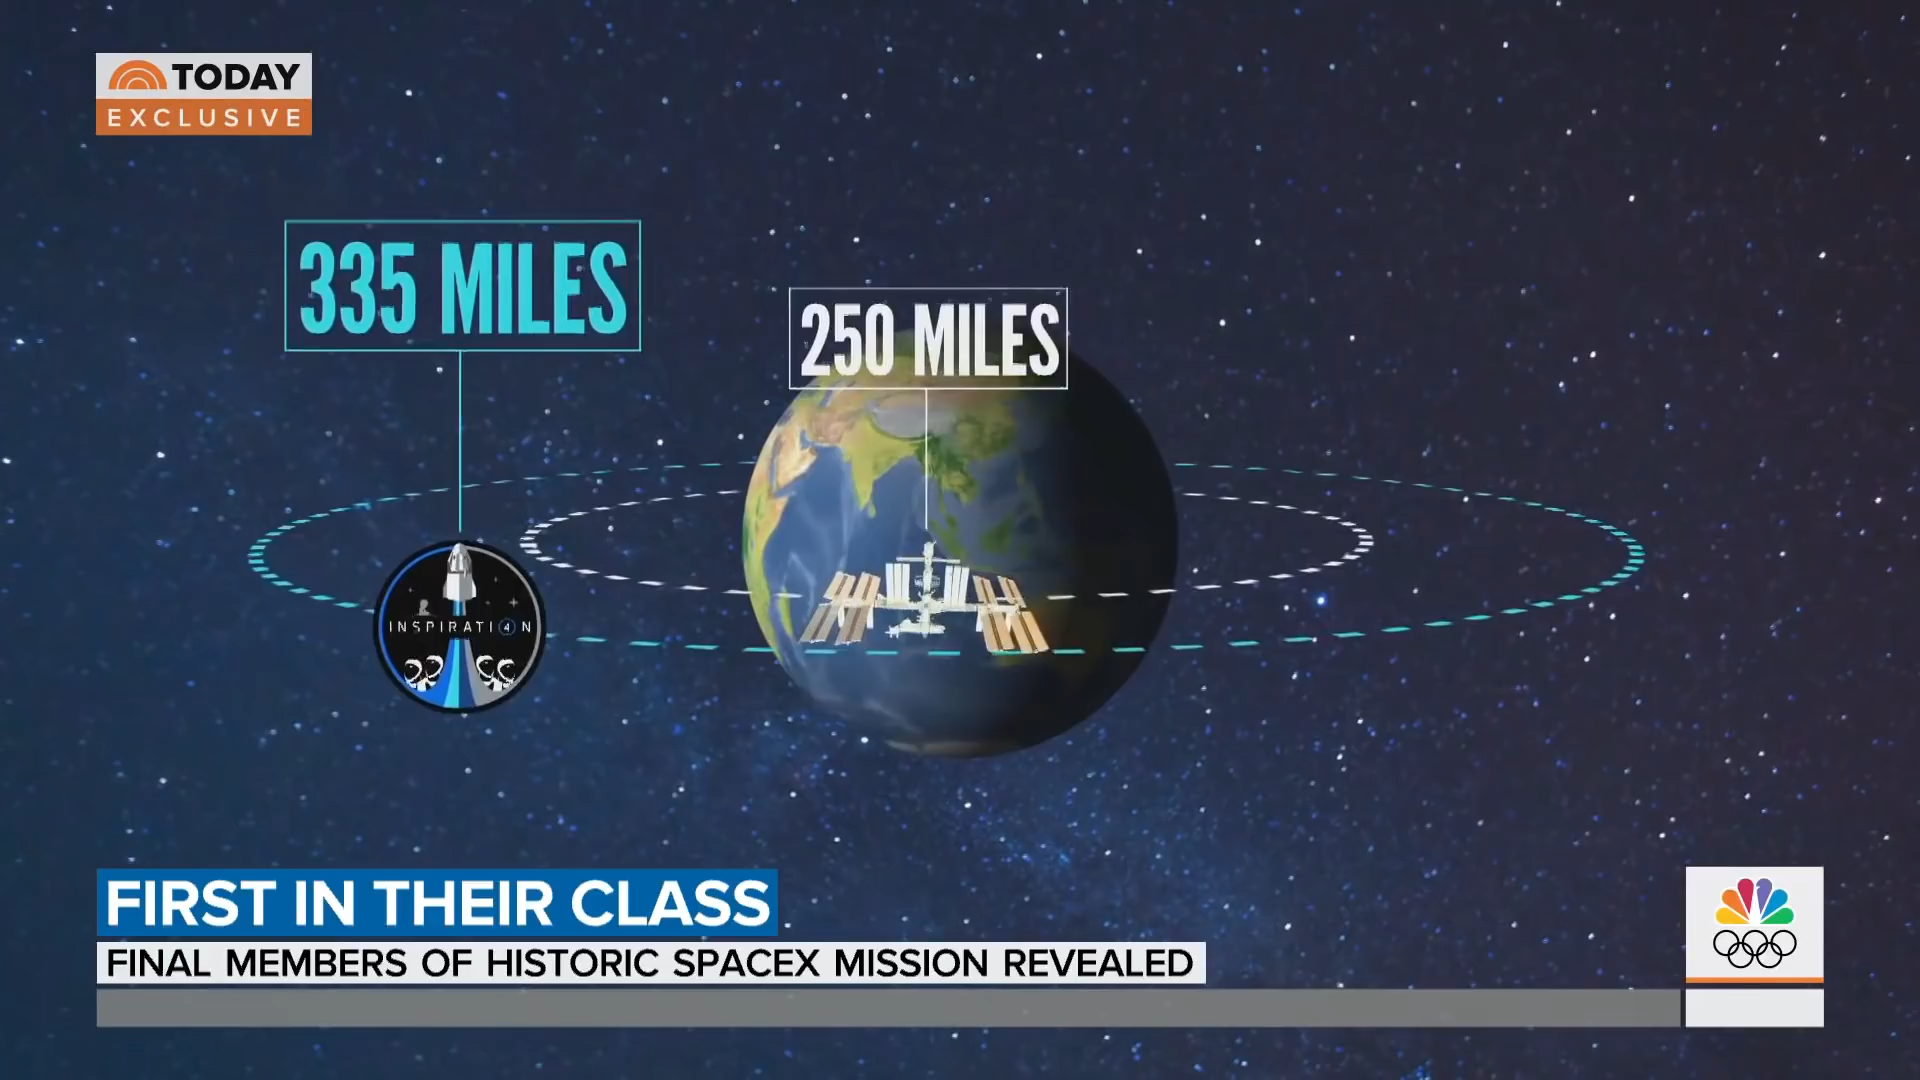 TODAY
EXCLUSIVE
335 MILES
250 MILES
INSPIRATI4N
FIRST IN THEIR CLASS
FINAL MEMBERS OF HISTORIC SPACEX MISSION REVEALED